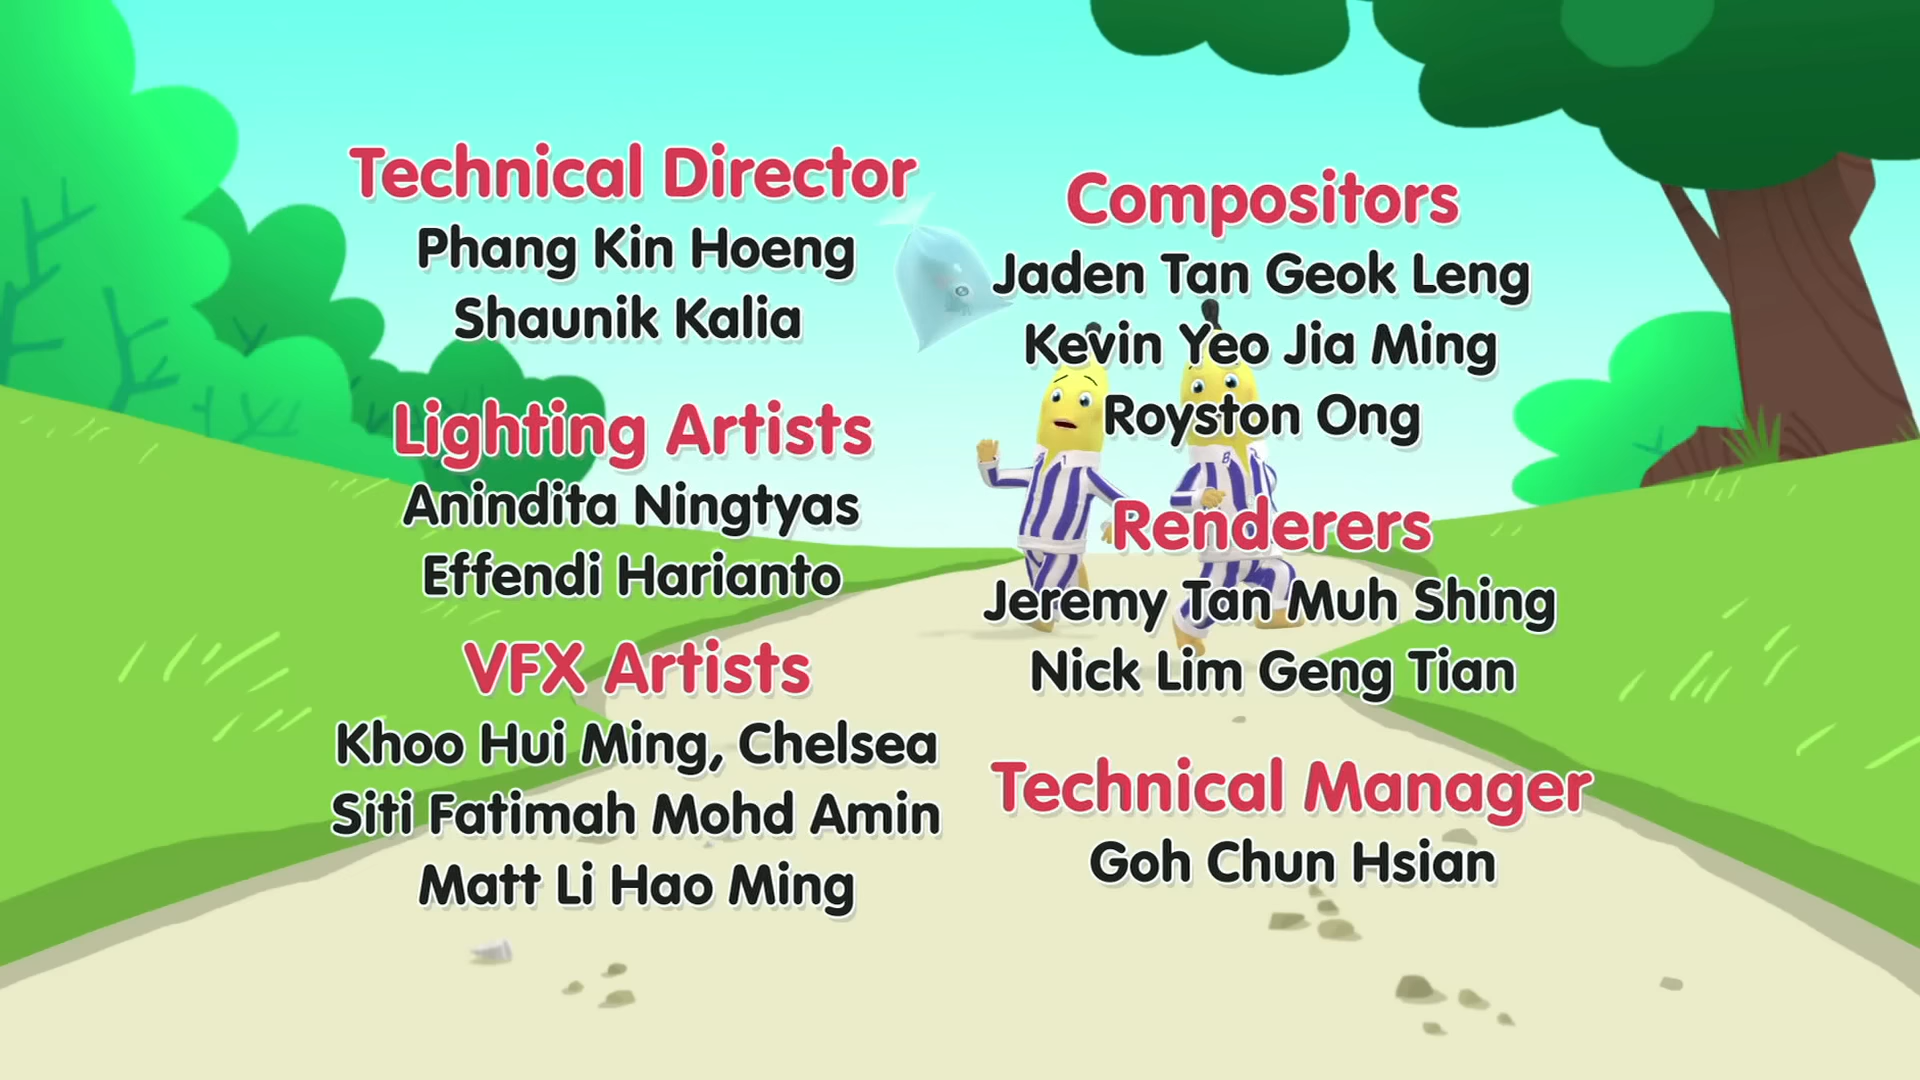 Technical Director
Phang Kin Hoeng
Shaunik Kalia
Lighting Artists
Anindita Ningtyas
Effendi Harianto
VFX Artists
Khoo Hui Ming, Chelsea
Siti Fatimah Mohd Amin
Matt Li Hao Ming
Compositors
Jaden Tan Geok Leng
Kevin Yeo Jia Ming
Royston Ong
Renderers
Jeremy Tan Muh Shing
Nick Lim Geng Tian
Technical Manager
Goh Chun Hsian